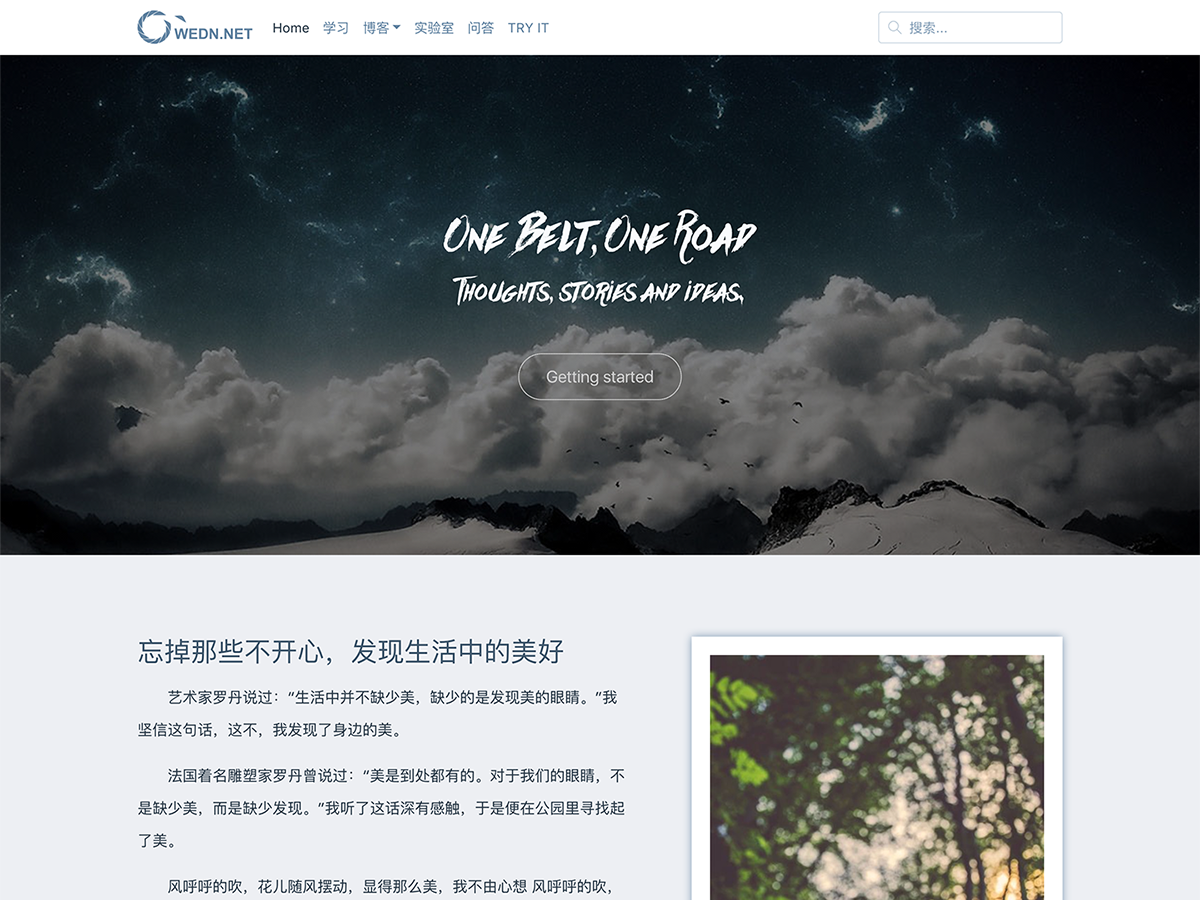 WEDN.NET Home 学习 博客 实验室 问答 TRY IT 搜索...
One Belt, One Road
Thoughts, stories and ideas.
Getting started
忘掉那些不开心，发现生活中的美好
艺术家罗丹说过：“生活中并不缺少美，缺少的是发现美的眼睛。”我
坚信这句话，这不，我发现了身边的美。
法国着名雕塑家罗丹曾说过：“美是到处都有的。对于我们的眼睛，不
是缺少美，而是缺少发现。”我听了这话深有感触，于是便在公园里寻找起
了美。
风呼呼的吹，花儿随风摆动，显得那么美，我不由心想 风呼呼的吹，